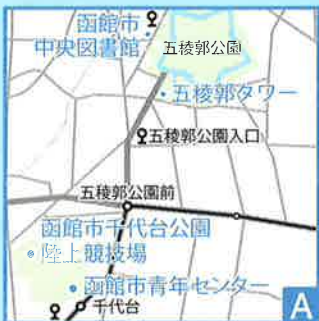 函館市
中央図書館
五稜郭公園
五稜郭タワー
五稜郭公園入口
五稜郭公園前
函館市千代台公園
陸上競技場
函館市青年センター
千代台
A